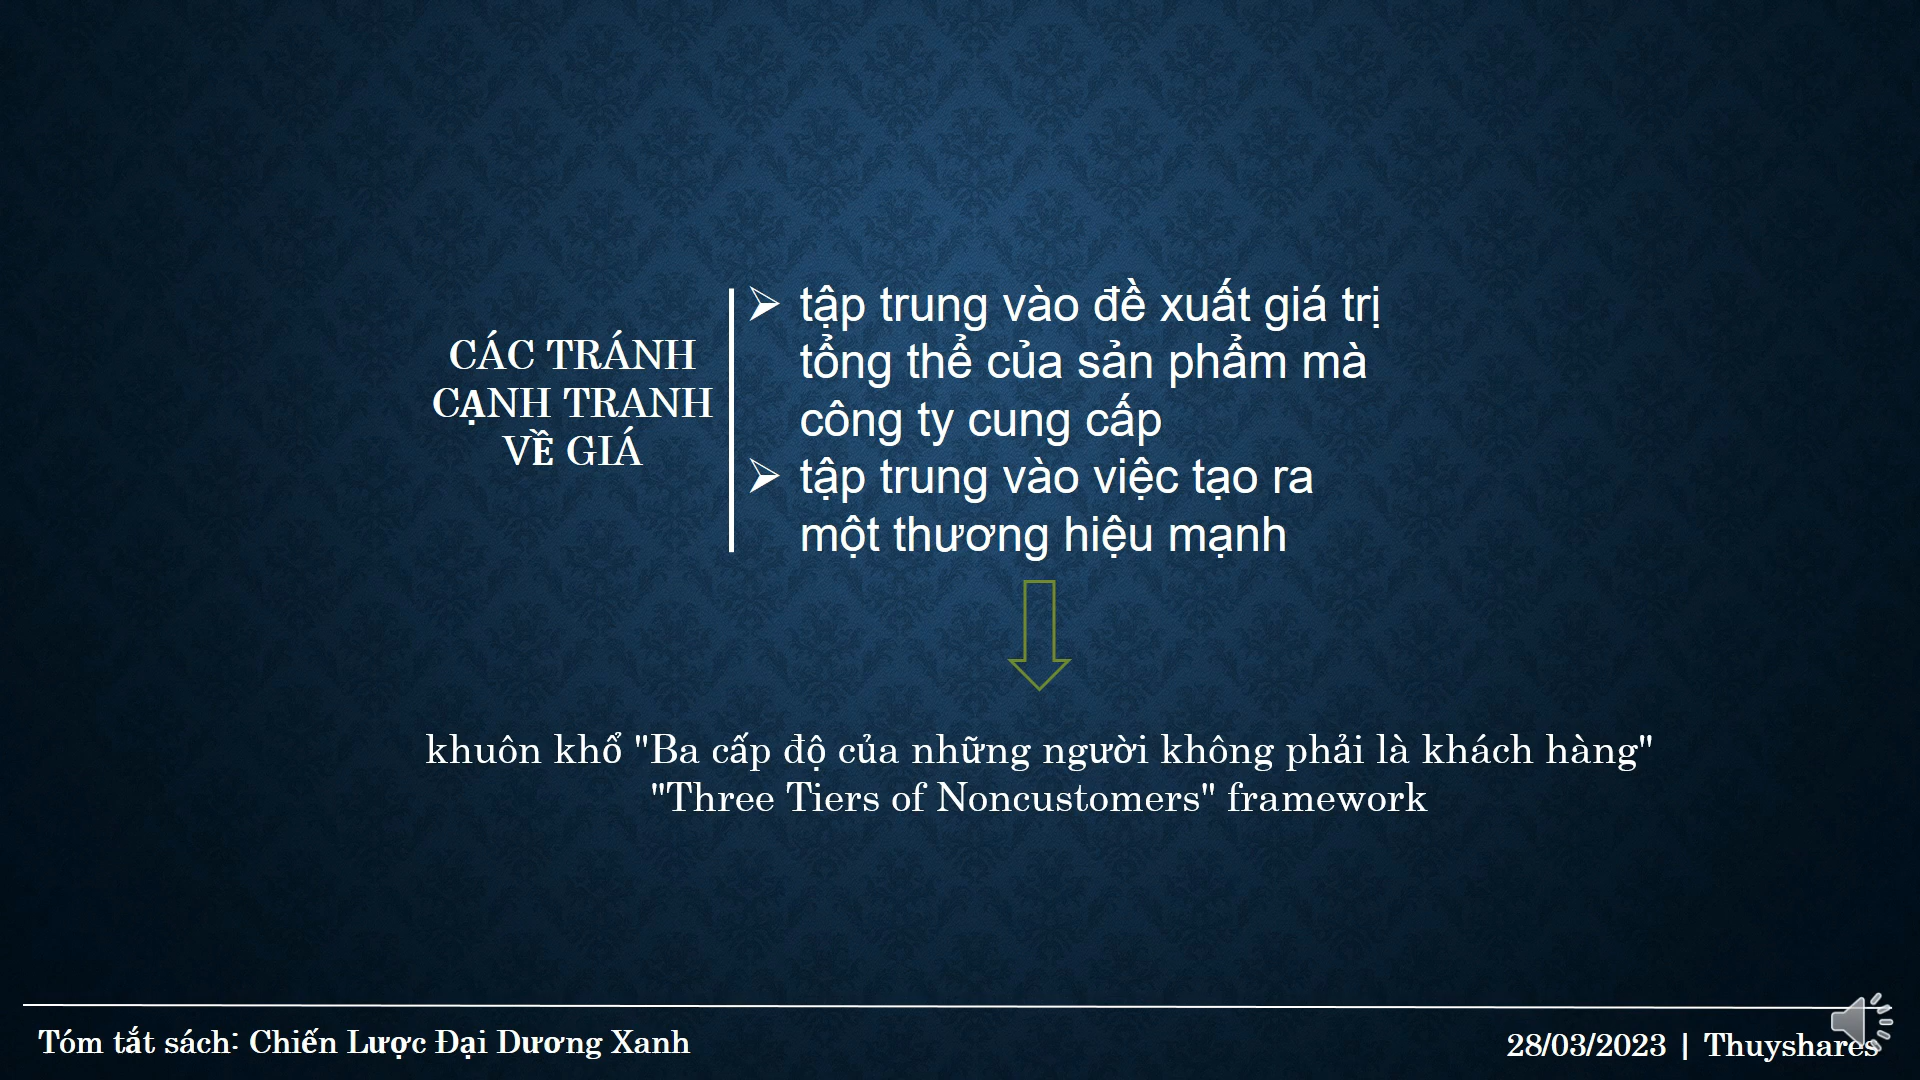 CÁC TRÁNH
CẠNH TRANH
VỀ GIÁ
➢ tập trung vào đề xuất giá trị
tổng thể của sản phẩm mà
công ty cung cấp
➢ tập trung vào việc tạo ra
một thương hiệu mạnh
khuôn khổ "Ba cấp độ của những người không phải là khách hàng"
"Three Tiers of Noncustomers" framework
Tóm tắt sách: Chiến Lược Đại Dương Xanh
28/03/2023 | Thuyshares